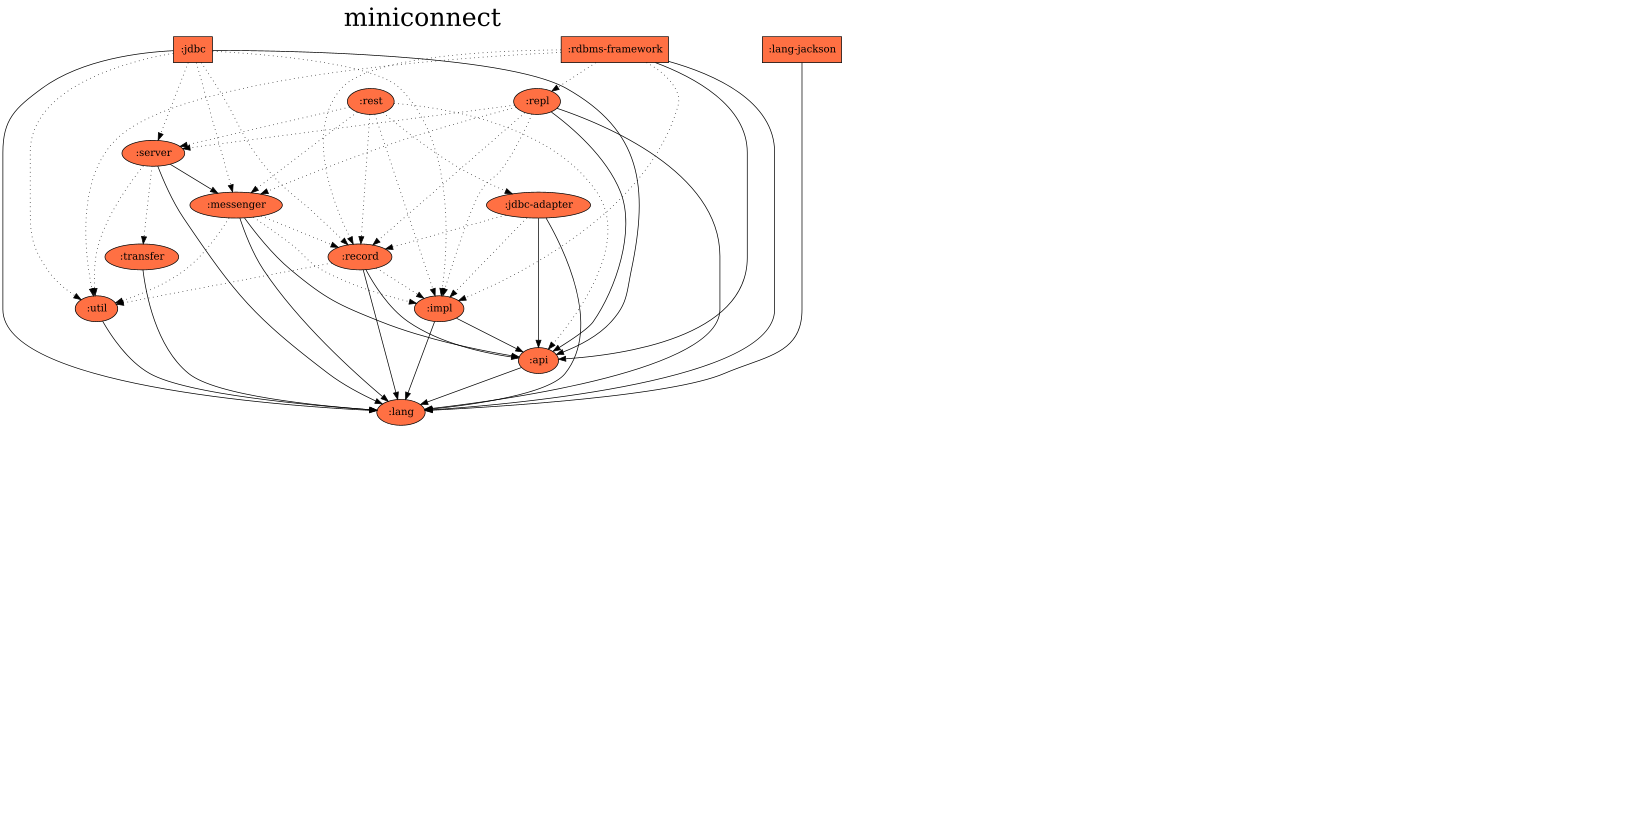 miniconnect
:jdbc
:rdbms-framework
:lang-jackson
:rest
:repl
:server
:messenger
:jdbc-adapter
:transfer
:record
:util
:impl
:api
:lang